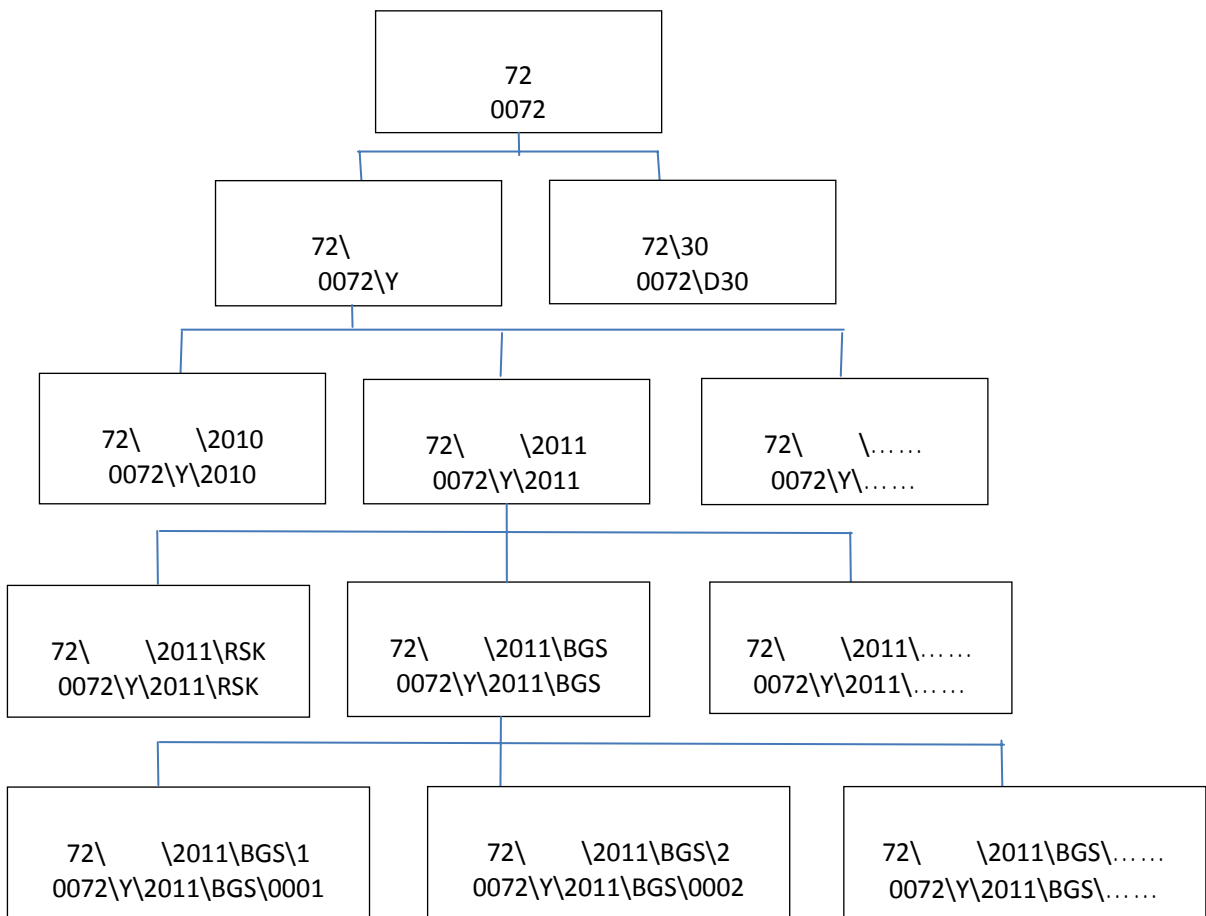 72
0072
72\
0072\Y
72\30
0072\D30
72\ \2010
0072\Y\2010
72\ \2011
0072\Y\2011
72\ \……
0072\Y\……
72\ \2011\RSK
0072\Y\2011\RSK
72\ \2011\BGS
0072\Y\2011\BGS
72\ \2011\……
0072\Y\2011\……
72\ \2011\BGS\1
0072\Y\2011\BGS\0001
72\ \2011\BGS\2
0072\Y\2011\BGS\0002
72\ \2011\BGS\……
0072\Y\2011\BGS\……